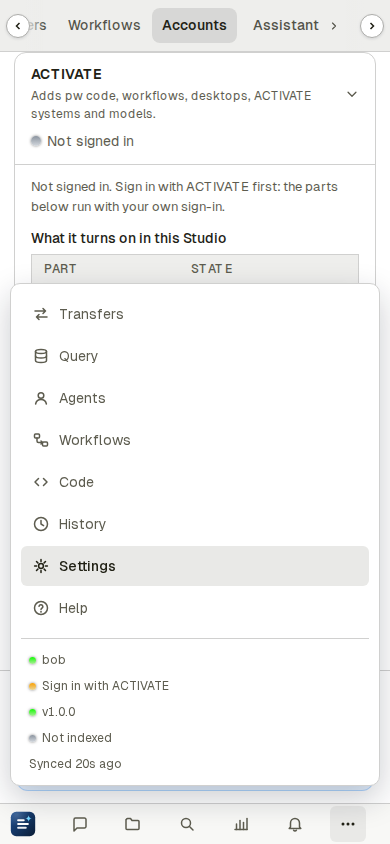 ers Workflows Accounts Assistant
ACTIVATE
Adds pw code, workflows, desktops, ACTIVATE
systems and models.
Not signed in
Not signed in. Sign in with ACTIVATE first: the parts
below run with your own sign-in.
What it turns on in this Studio
PART STATE
Transfers
Query
Agents
Workflows
Code
History
Settings
Help
bob
Sign in with ACTIVATE
v1.0.0
Not indexed
Synced 20s ago